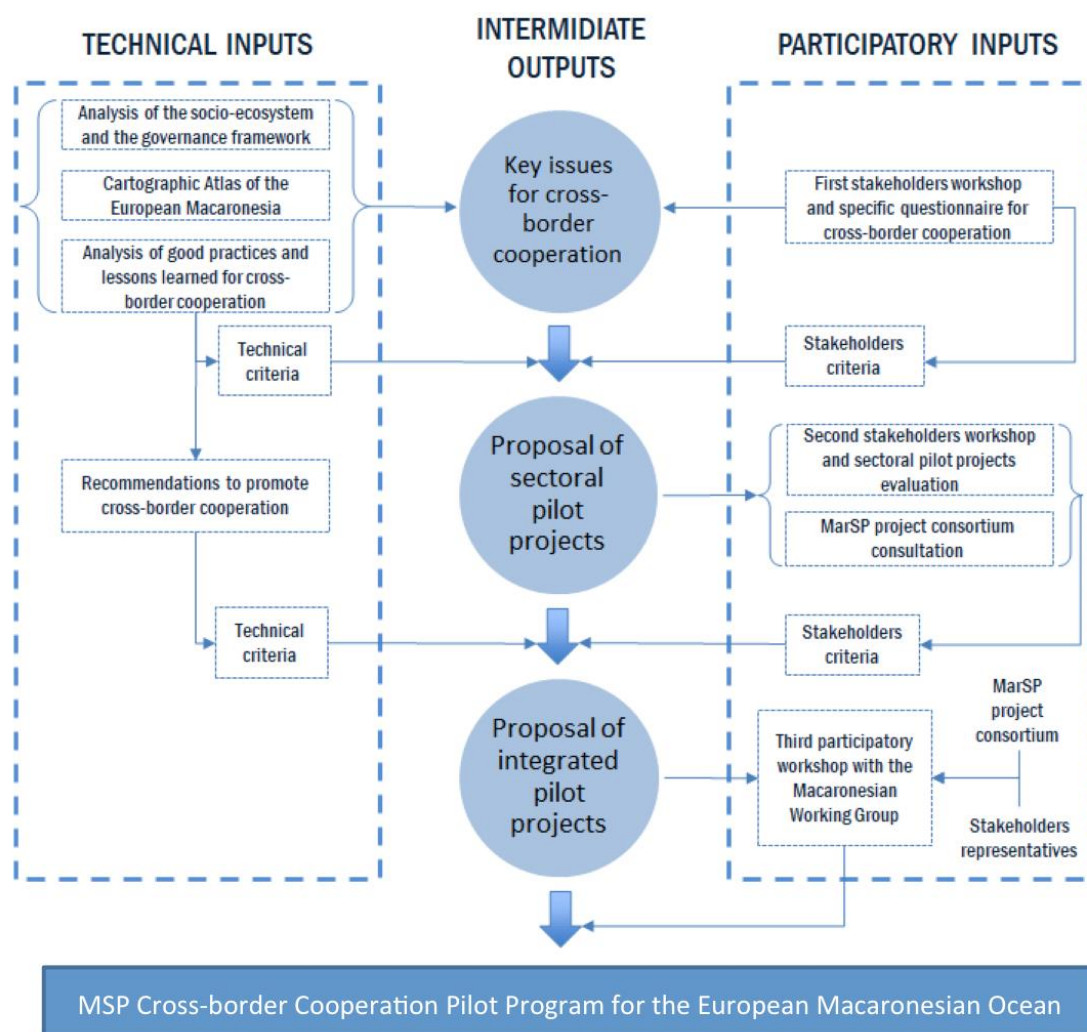 TECHNICAL INPUTS
INTERMIDIATE
OUTPUTS
PARTICIPATORY INPUTS
Analysis of the socio-ecosystem
and the governance framework
Cartographic Atlas of the
European Macaronesia
Analysis of good practices and
lessons learned for cross-
border cooperation
Key issues
for cross-
border
cooperation
First stakeholders workshop
and specific questionnaire for
cross-border cooperation
Technical
criteria
Stakeholders
criteria
Recommendations to promote
cross-border cooperation
Proposal of
sectoral
pilot
projects
Second stakeholders workshop
and sectoral pilot projects
evaluation
MarSP project consortium
consultation
Technical
criteria
Stakeholders
criteria
Proposal of
integrated
pilot
projects
Third participatory
workshop with the
Macaronesian
Working Group
MarSP
project
consortium
Stakeholders
representatives
MSP Cross-border Cooperation Pilot Program for the European Macaronesian Ocean